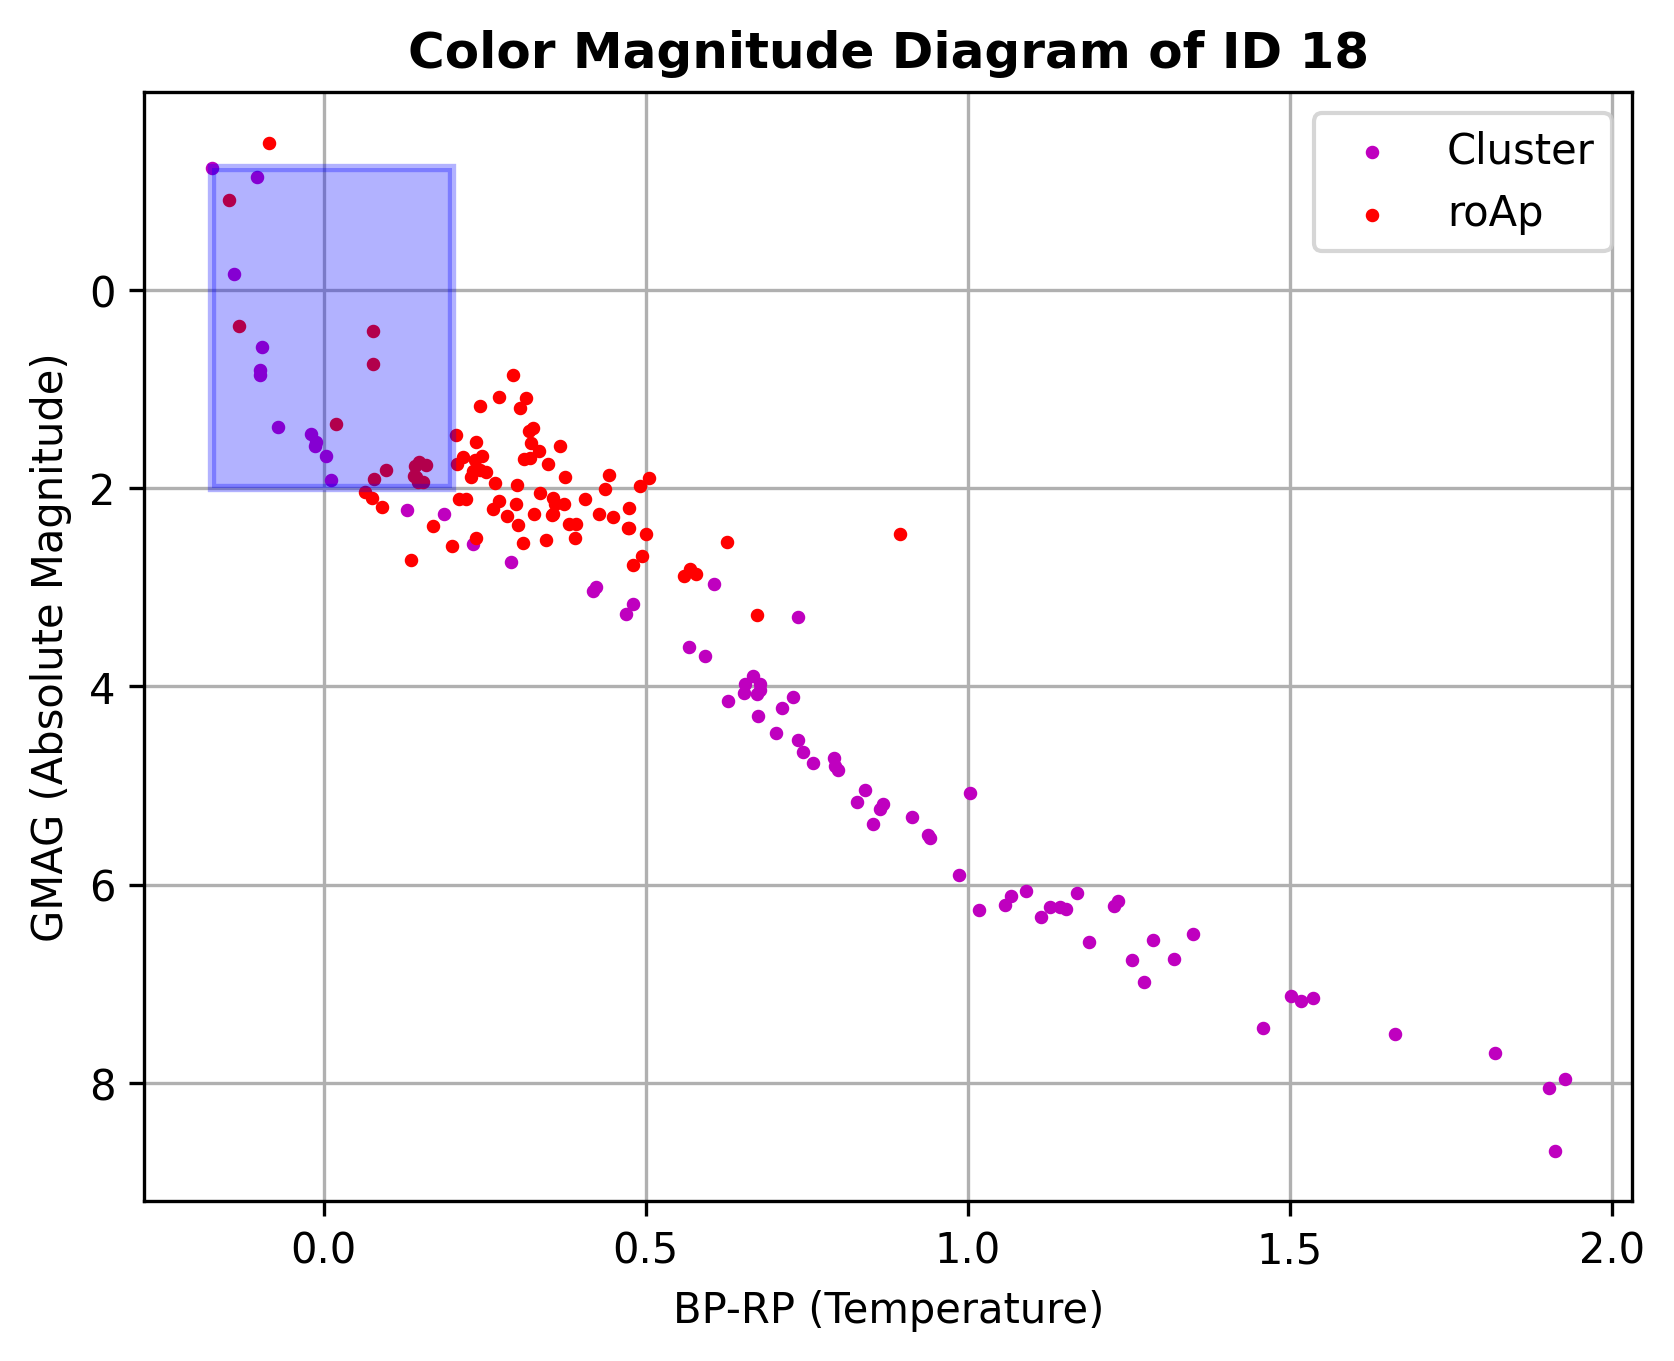 Color Magnitude Diagram of ID 18
Cluster
roAp
GMAG (Absolute Magnitude)
0
2
4
6
8
0.0 0.5 1.0 1.5 2.0
BP-RP (Temperature)